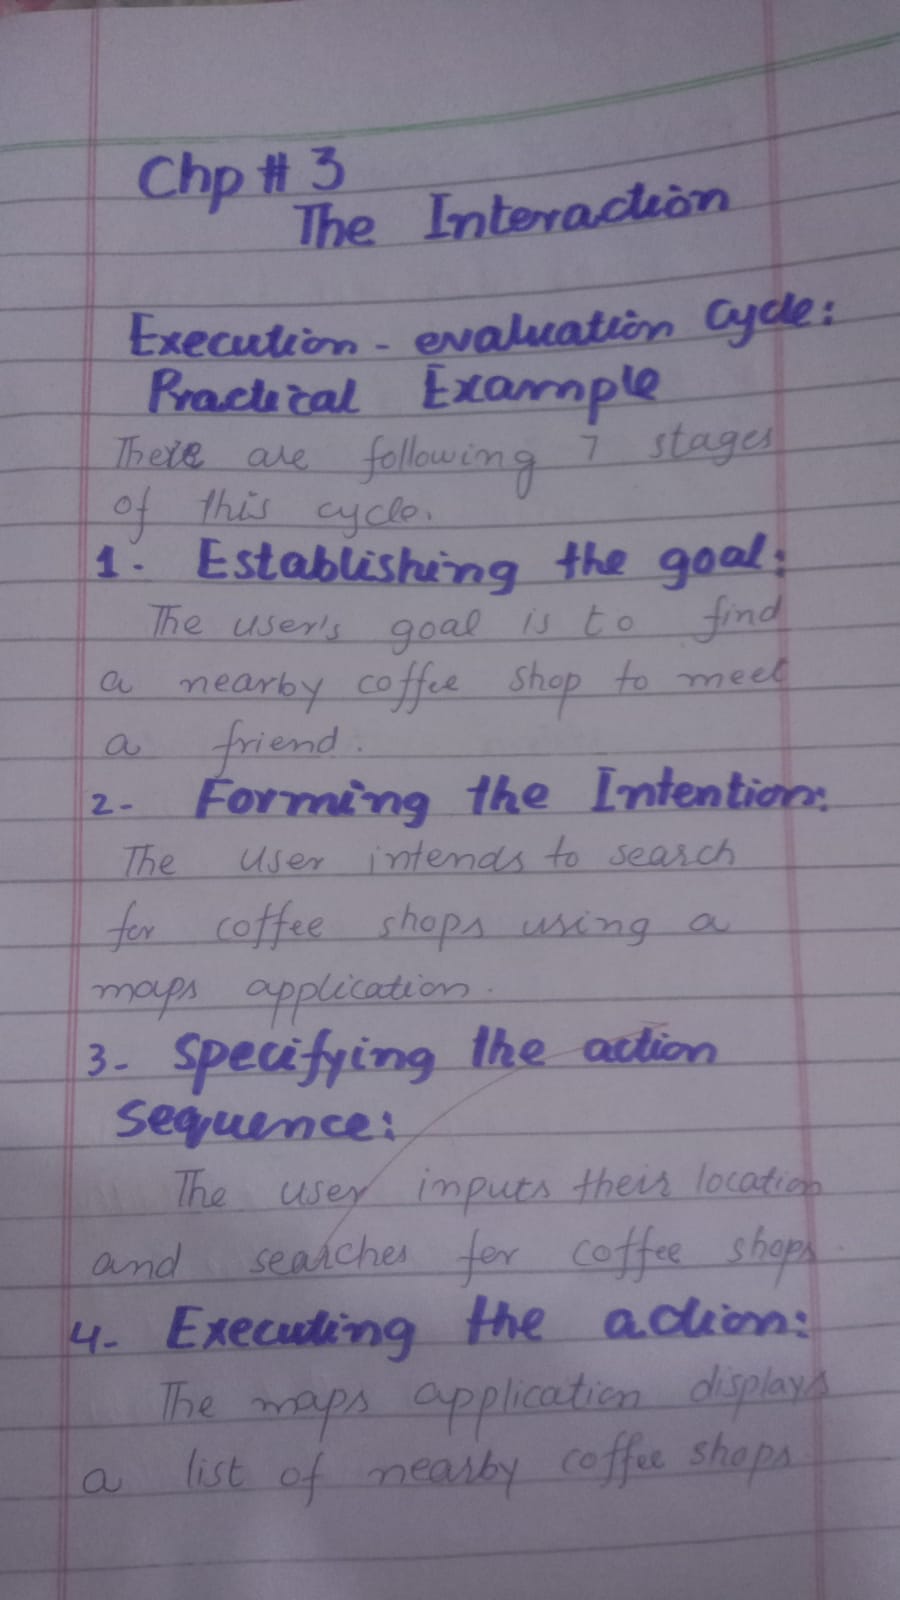 Chp # 3
The Interaction
Execution - evaluation Cycle:
Practical Example
There are following 7 stages
of this cycle.
1. Establishing the goal:
The user's goal is to find
a nearby coffee shop to meet
a friend.
2- Forming the Intention:
The user intends to search
for coffee shops using a
maps application.
3- Specifying the action
sequence:
The user inputs their location
and searches for coffee shops.
4- Executing the action:
The maps application displays
a list of nearby coffee shops